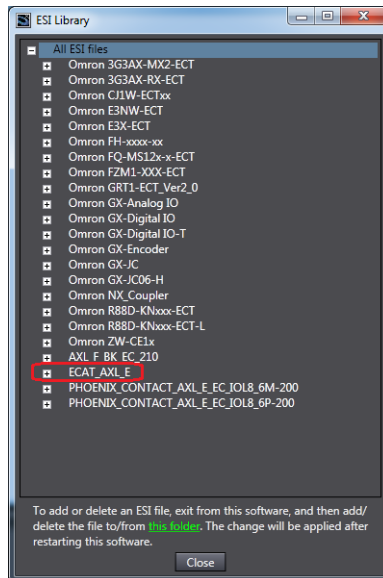 ESI Library
All ESI files
Omron 3G3AX-MX2-ECT
Omron 3G3AX-RX-ECT
Omron CJ1W-ECTxx
Omron E3NW-ECT
Omron E3X-ECT
Omron FH-xxxx-xx
Omron FQ-MS12x-x-ECT
Omron FZM1-XXX-ECT
Omron GRT1-ECT_Ver2_0
Omron GX-Analog IO
Omron GX-Digital IO
Omron GX-Digital IO-T
Omron GX-Encoder
Omron GX-JC
Omron GX-JC06-H
Omron NX_Coupler
Omron R88D-KNxxx-ECT
Omron R88D-KNxxx-ECT-L
Omron ZW-CE1x
AXL_F_BK_EC_210
ECAT_AXL_E
PHOENIX_CONTACT_AXL_E_EC_IOL8_6M-200
PHOENIX_CONTACT_AXL_E_EC_IOL8_6P-200
To add or delete an ESI file, exit from this software, and then add/
delete the file to/from this folder. The change will be applied after
restarting this software.
Close